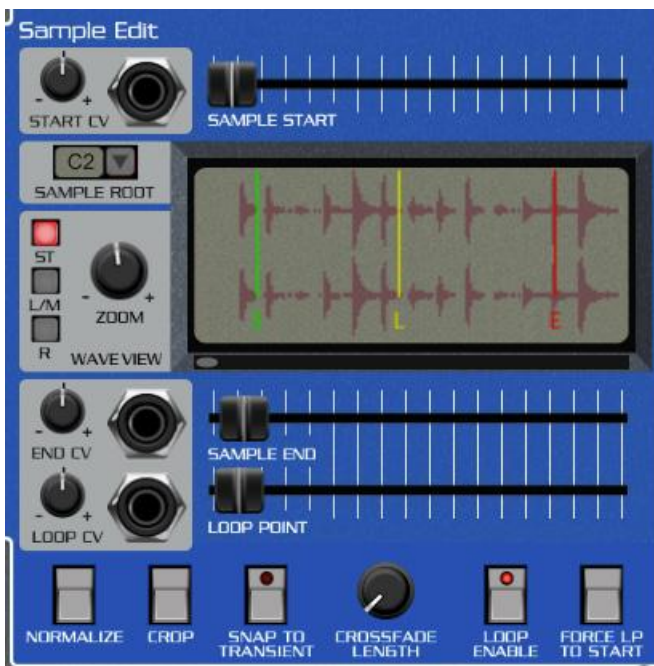 Sample Edit
- +
START CV
SAMPLE START
C2
SAMPLE ROOT
ST
L/M
R
- +
ZOOM
WAVE VIEW
S L E
- +
END CV
SAMPLE END
- +
LOOP CV
LOOP POINT
NORMALIZE
CROP
SNAP TO
TRANSIENT
CROSSFADE
LENGTH
LOOP
ENABLE
FORCE LP
TO START